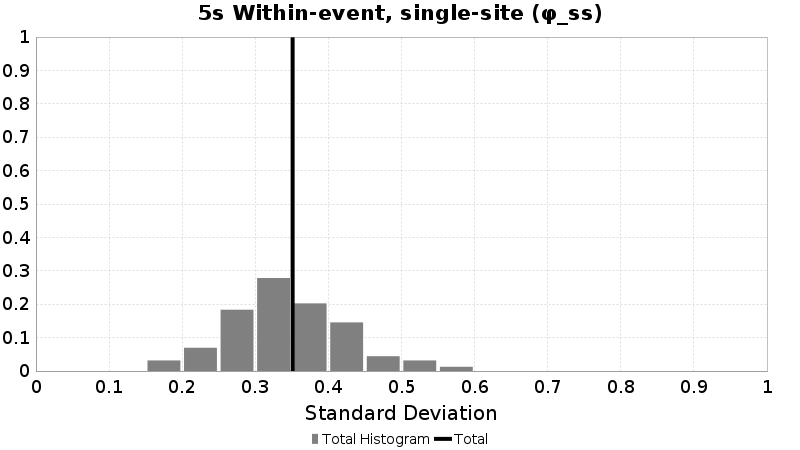 5s Within-event, single-site (φ_ss)
1
0.9
0.8
0.7
0.6
0.5
0.4
0.3
0.2
0.1
0
0 0.1 0.2 0.3 0.4 0.5 0.6 0.7 0.8 0.9 1
Standard Deviation
Total Histogram Total